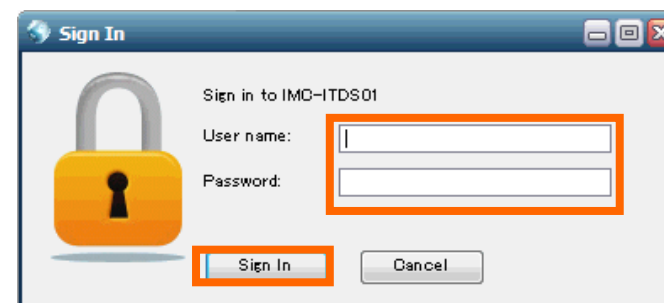 Sign In
Sign in to IMC-ITDS01
User name:
Password:
Sign In
Cancel